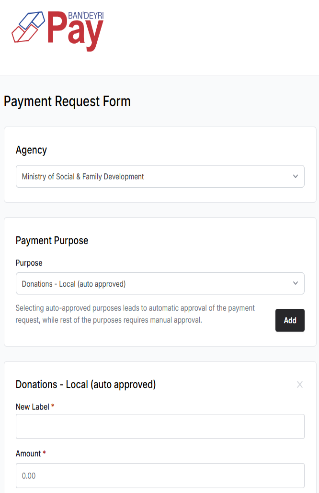 BANDEYRI
Pay
Payment Request Form
Agency
Ministry of Social & Family Development
Payment Purpose
Purpose
Donations - Local (auto approved)
Selecting auto-approved purposes leads to automatic approval of the payment
request, while rest of the purposes requires manual approval.
Add
Donations - Local (auto approved)
New Label *
Amount *
0.00